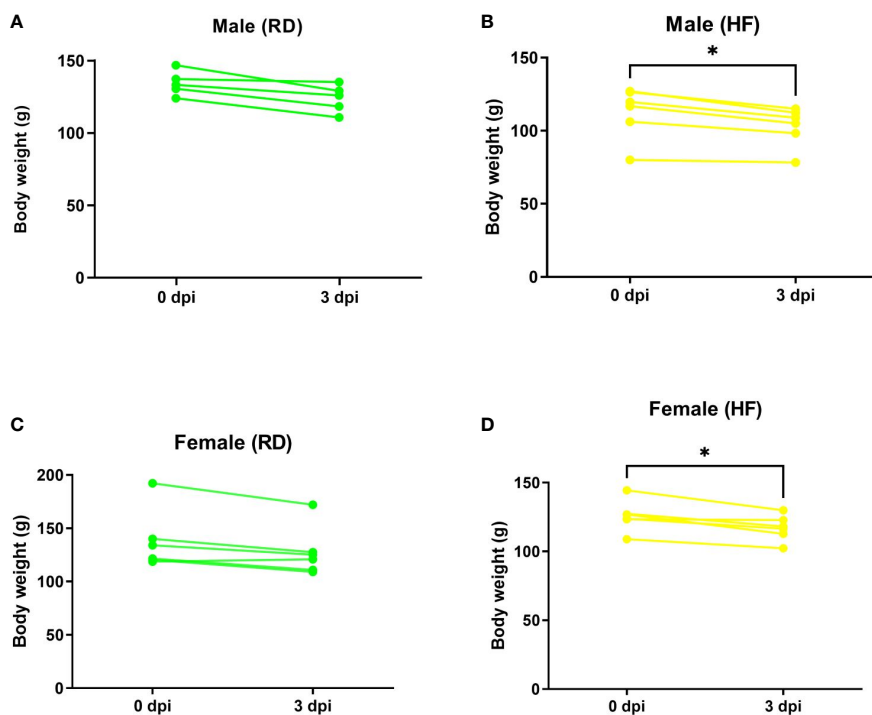 A
Male (RD)
Body weight (g)
150
100
50
0
0 dpi
3 dpi
B
Male (HF)
*
Body weight (g)
150
100
50
0
0 dpi
3 dpi
C
Female (RD)
Body weight (g)
200
150
100
50
0
0 dpi
3 dpi
D
Female (HF)
*
Body weight (g)
150
100
50
0
0 dpi
3 dpi